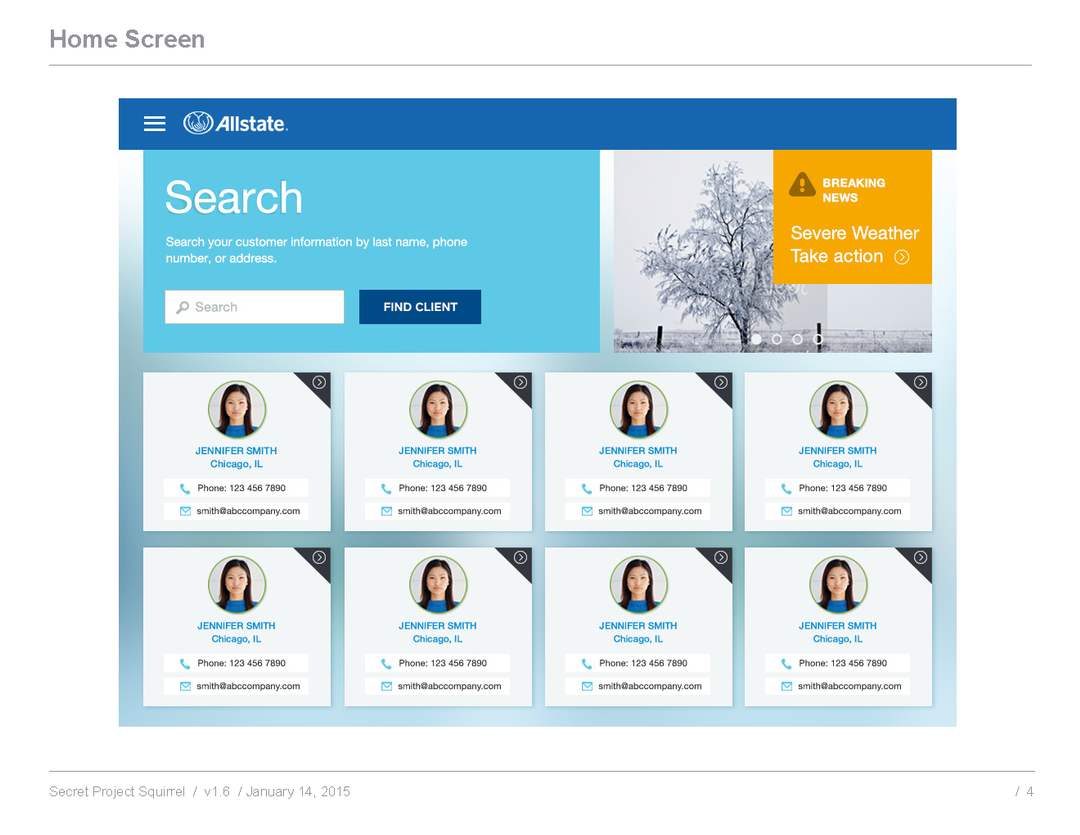 Home Screen
Allstate.
Search
Search your customer information by last name, phone
number, or address.
Search
FIND CLIENT
BREAKING
NEWS
Severe Weather
Take action
JENNIFER SMITH
Chicago, IL
Phone: 123 456 7890
smith@abccompany.com
JENNIFER SMITH
Chicago, IL
Phone: 123 456 7890
smith@abccompany.com
JENNIFER SMITH
Chicago, IL
Phone: 123 456 7890
smith@abccompany.com
JENNIFER SMITH
Chicago, IL
Phone: 123 456 7890
smith@abccompany.com
JENNIFER SMITH
Chicago, IL
Phone: 123 456 7890
smith@abccompany.com
JENNIFER SMITH
Chicago, IL
Phone: 123 456 7890
smith@abccompany.com
JENNIFER SMITH
Chicago, IL
Phone: 123 456 7890
smith@abccompany.com
JENNIFER SMITH
Chicago, IL
Phone: 123 456 7890
smith@abccompany.com
Secret Project Squirrel / v1.6 / January 14, 2015
/ 4